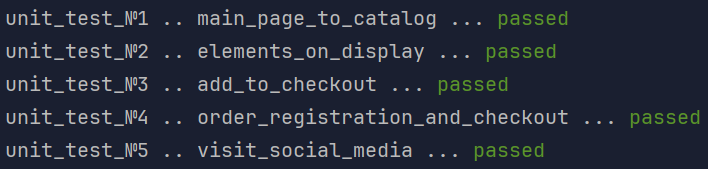 unit_test_№1 .. main_page_to_catalog ... passed
unit_test_№2 .. elements_on_display ... passed
unit_test_№3 .. add_to_checkout ... passed
unit_test_№4 .. order_registration_and_checkout ... passed
unit_test_№5 .. visit_social_media ... passed